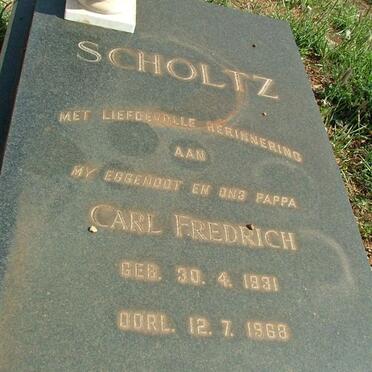 SCHOLTZ
MET LIEFDEVOLLE HERINNERING
AAN
MY EGGENOOT EN ONS PAPPA
CARL FREDRICH
GEB. 30. 4. 1931
OORL. 12. 7. 1968